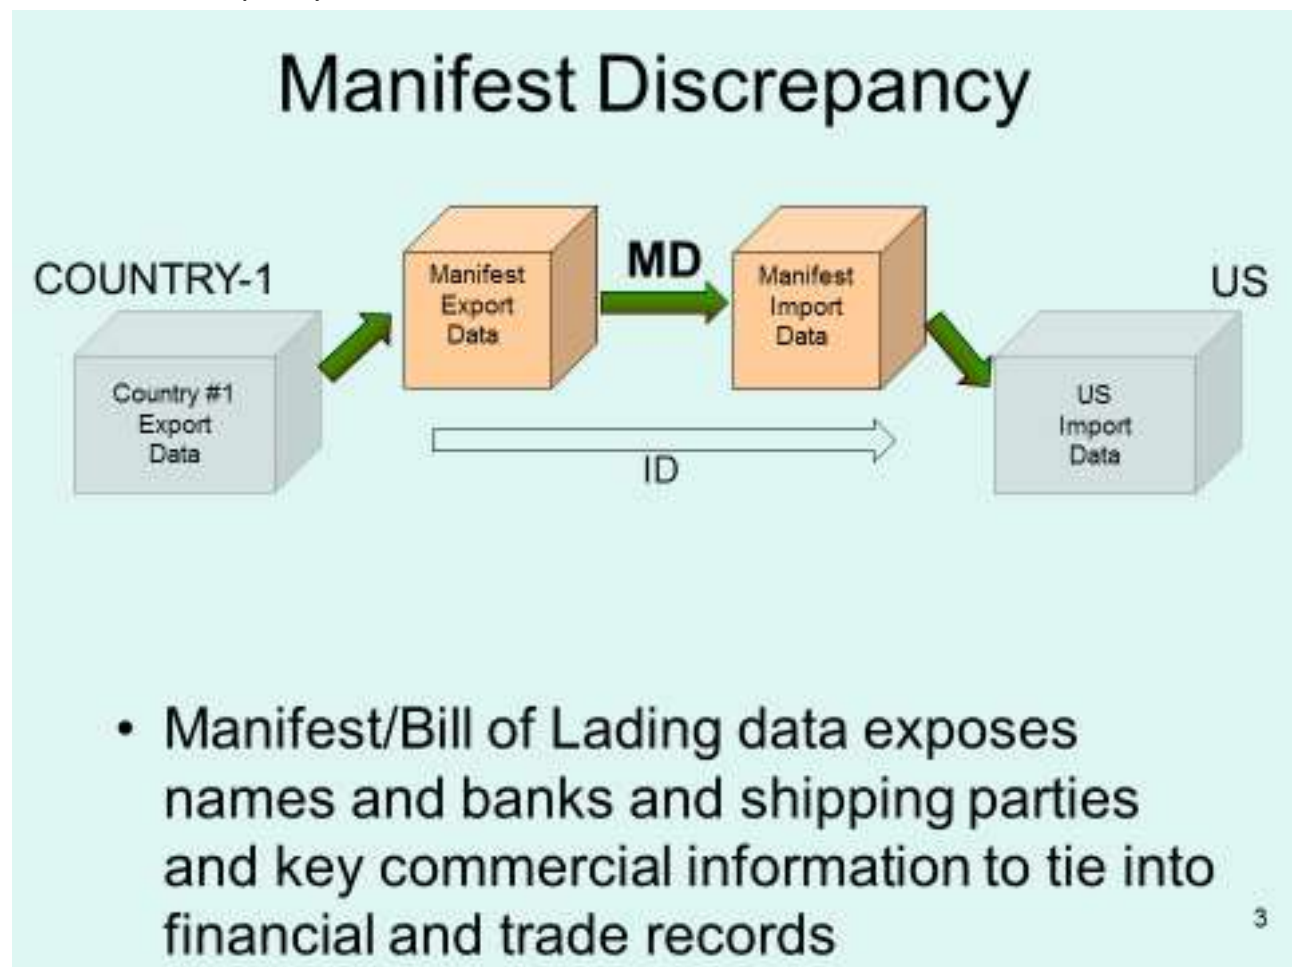 Manifest Discrepancy
COUNTRY-1
MD
US
Manifest
Export
Data
Manifest
Import
Data
Country #1
Export
Data
US
Import
Data
ID
• Manifest/Bill of Lading data exposes
names and banks and shipping parties
and key commercial information to tie into
financial and trade records
3